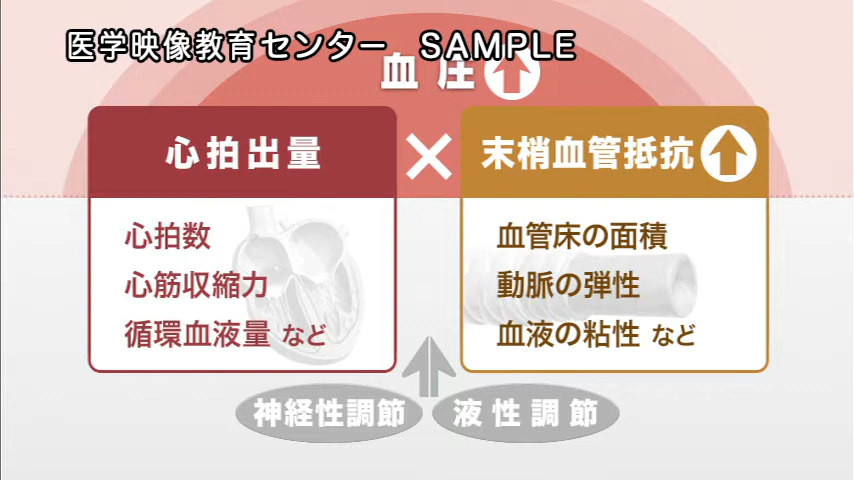 医学映像教育センター　SAMPLE
血圧
心拍出量
×
末梢血管抵抗
心拍数
心筋収縮力
循環血液量 など
血管床の面積
動脈の弾性
血液の粘性 など
神経性調節
液性調節